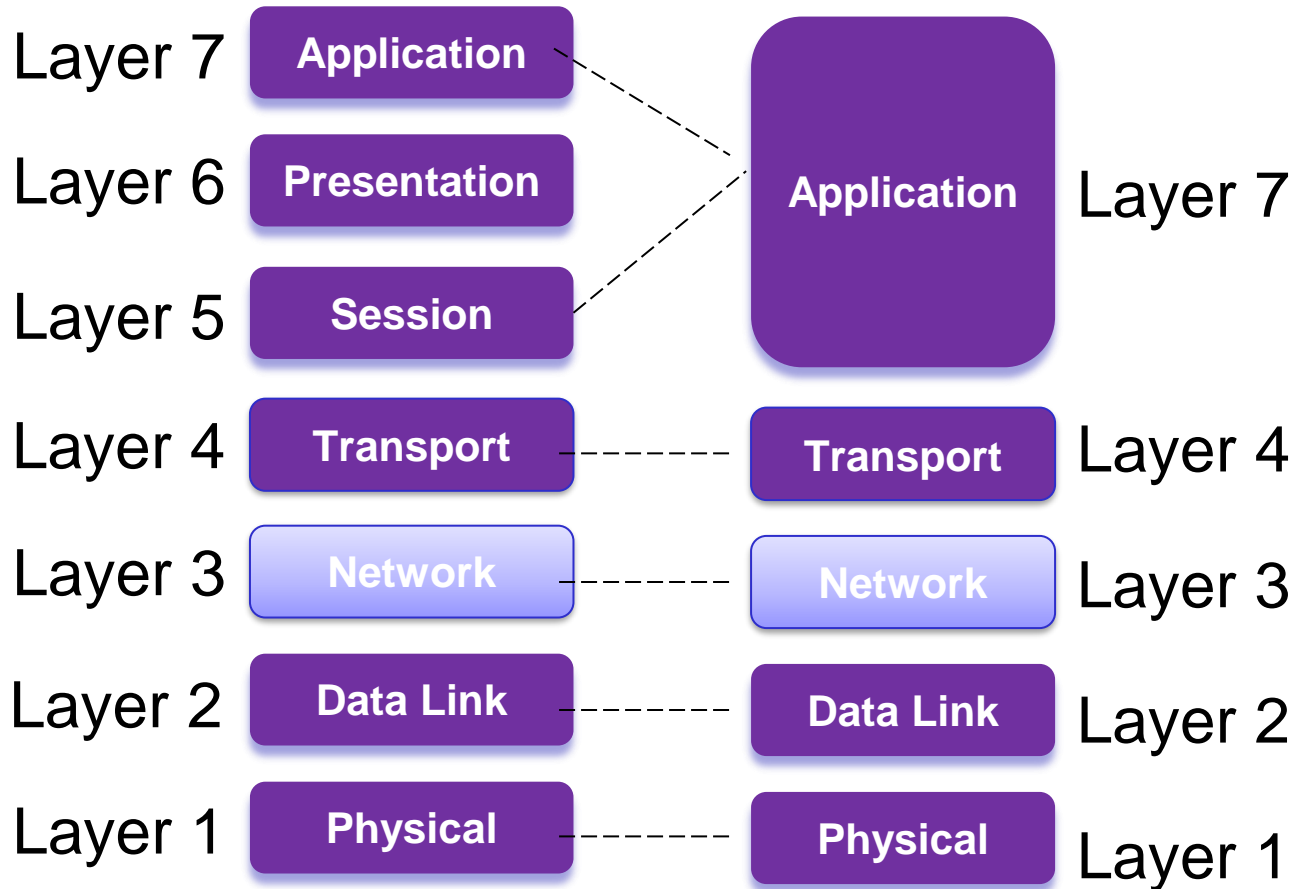 Layer 7
Application
Layer 6
Presentation
Layer 5
Session
Application
Layer 7
Layer 4
Transport
Transport
Layer 4
Layer 3
Network
Network
Layer 3
Layer 2
Data Link
Data Link
Layer 2
Layer 1
Physical
Physical
Layer 1